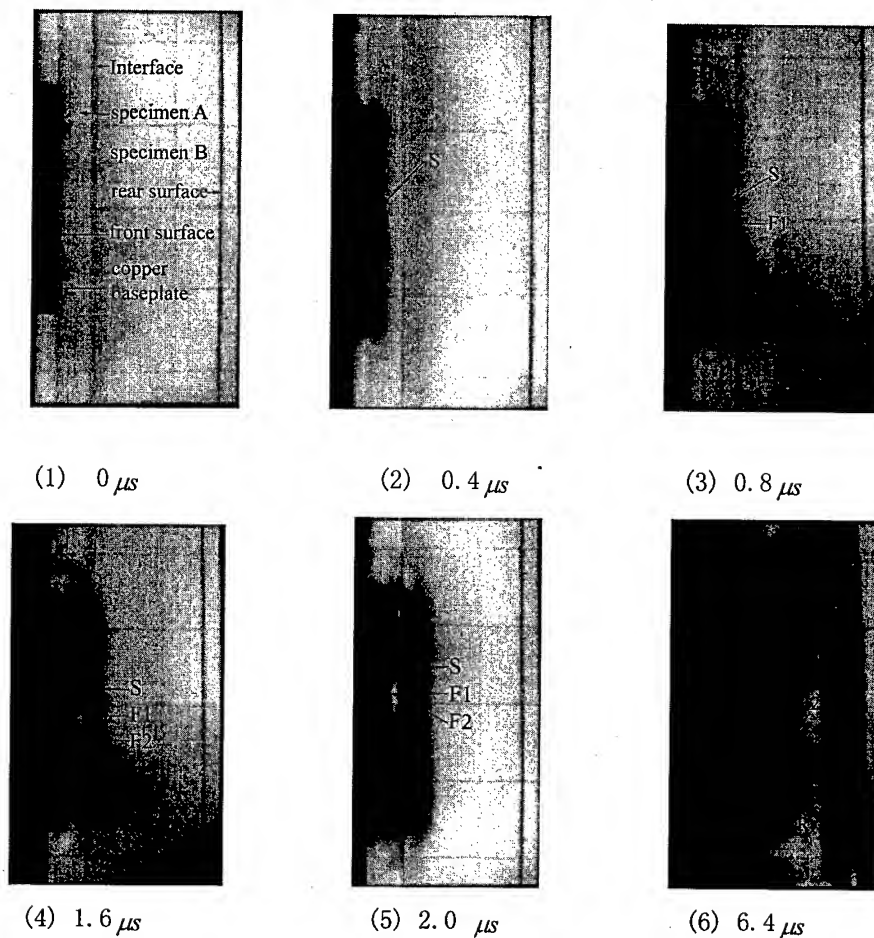 Interface
specimen A
specimen B
rear surface
front surface
copper
baseplate
S
S
F1
(1) 0 μs
(2) 0.4 μs
(3) 0.8 μs
S
F1
F2
S
F1
F2
(4) 1.6 μs
(5) 2.0 μs
(6) 6.4 μs